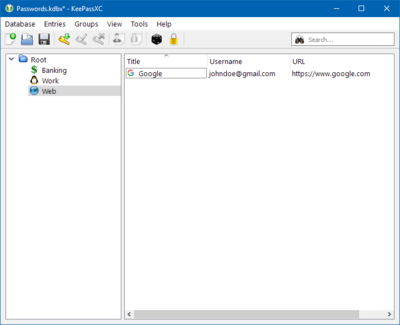 Passwords.kdbx* - KeePassXC
Database Entries Groups View Tools Help
Search...
Root
Banking
Work
Web
Title Username URL
Google johndoe@gmail.com https://www.google.com